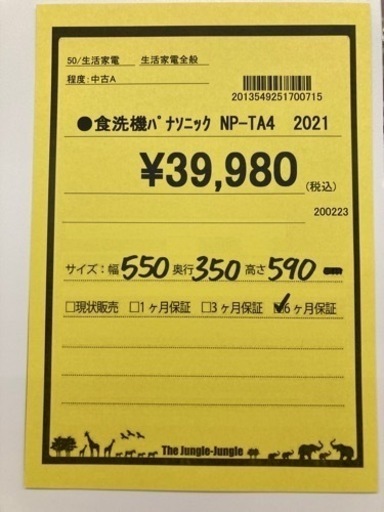 50/生活家電 生活家電全般
程度:中古A
2013549251700715
●食洗機ﾊﾟﾅｿﾆｯｸ NP-TA4 2021
¥39,980(税込)
200223
サイズ:幅550奥行350高さ590
□現状販売 □1ヶ月保証 □3ヶ月保証 ☑6ヶ月保証
The Jungle-Jungle